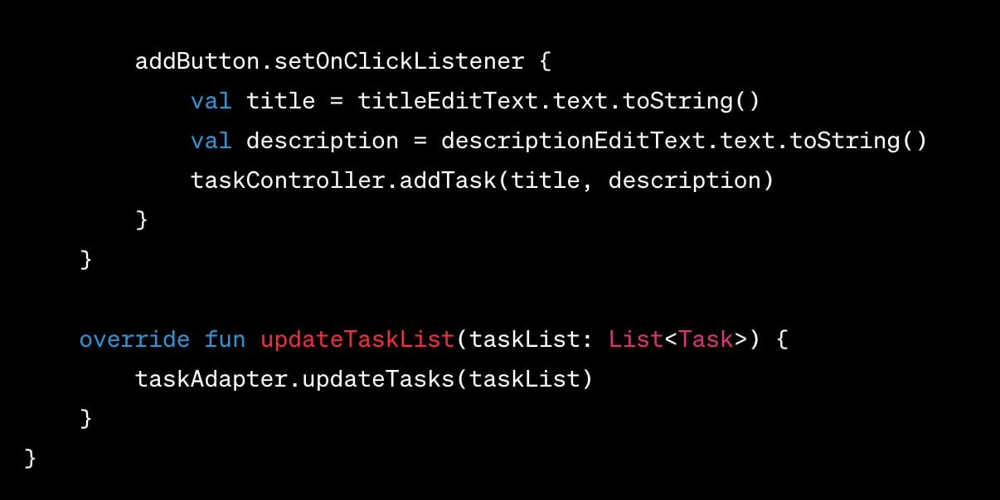 addButton.setOnClickListener {
            val title = titleEditText.text.toString()
            val description = descriptionEditText.text.toString()
            taskController.addTask(title, description)
        }
    }

    override fun updateTaskList(taskList: List<Task>) {
        taskAdapter.updateTasks(taskList)
    }
}